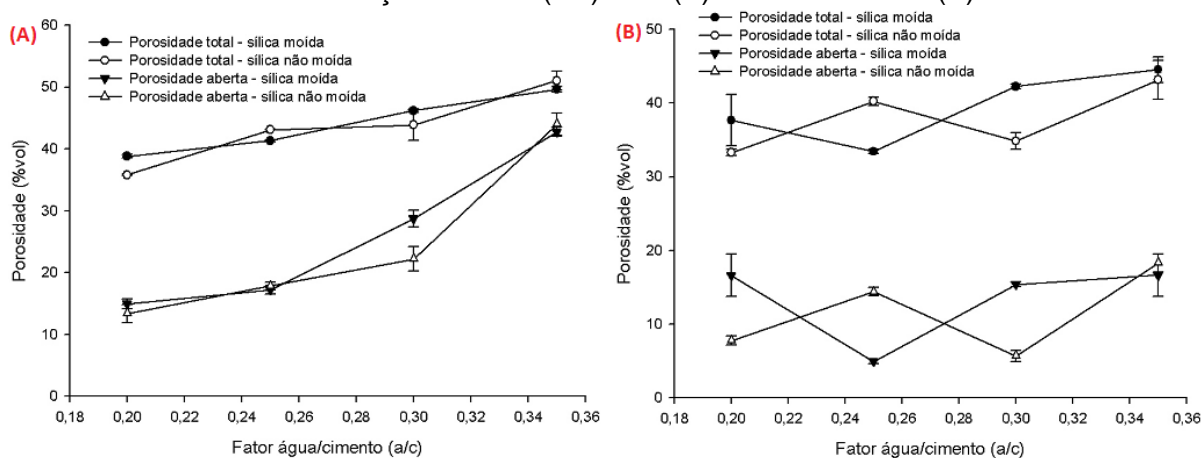 (A)
Porosidade total - sílica moída
Porosidade total - sílica não moída
Porosidade aberta - sílica moída
Porosidade aberta - sílica não moída
Porosidade (%vol)
60
50
40
30
20
10
0
0,18 0,20 0,22 0,24 0,26 0,28 0,30 0,32 0,34 0,36
Fator água/cimento (a/c)
(B)
Porosidade total - sílica moída
Porosidade total - sílica não moída
Porosidade aberta - sílica moída
Porosidade aberta - sílica não moída
Porosidade (%vol)
50
40
30
20
10
0
0,18 0,20 0,22 0,24 0,26 0,28 0,30 0,32 0,34 0,36
Fator água/cimento (a/c)